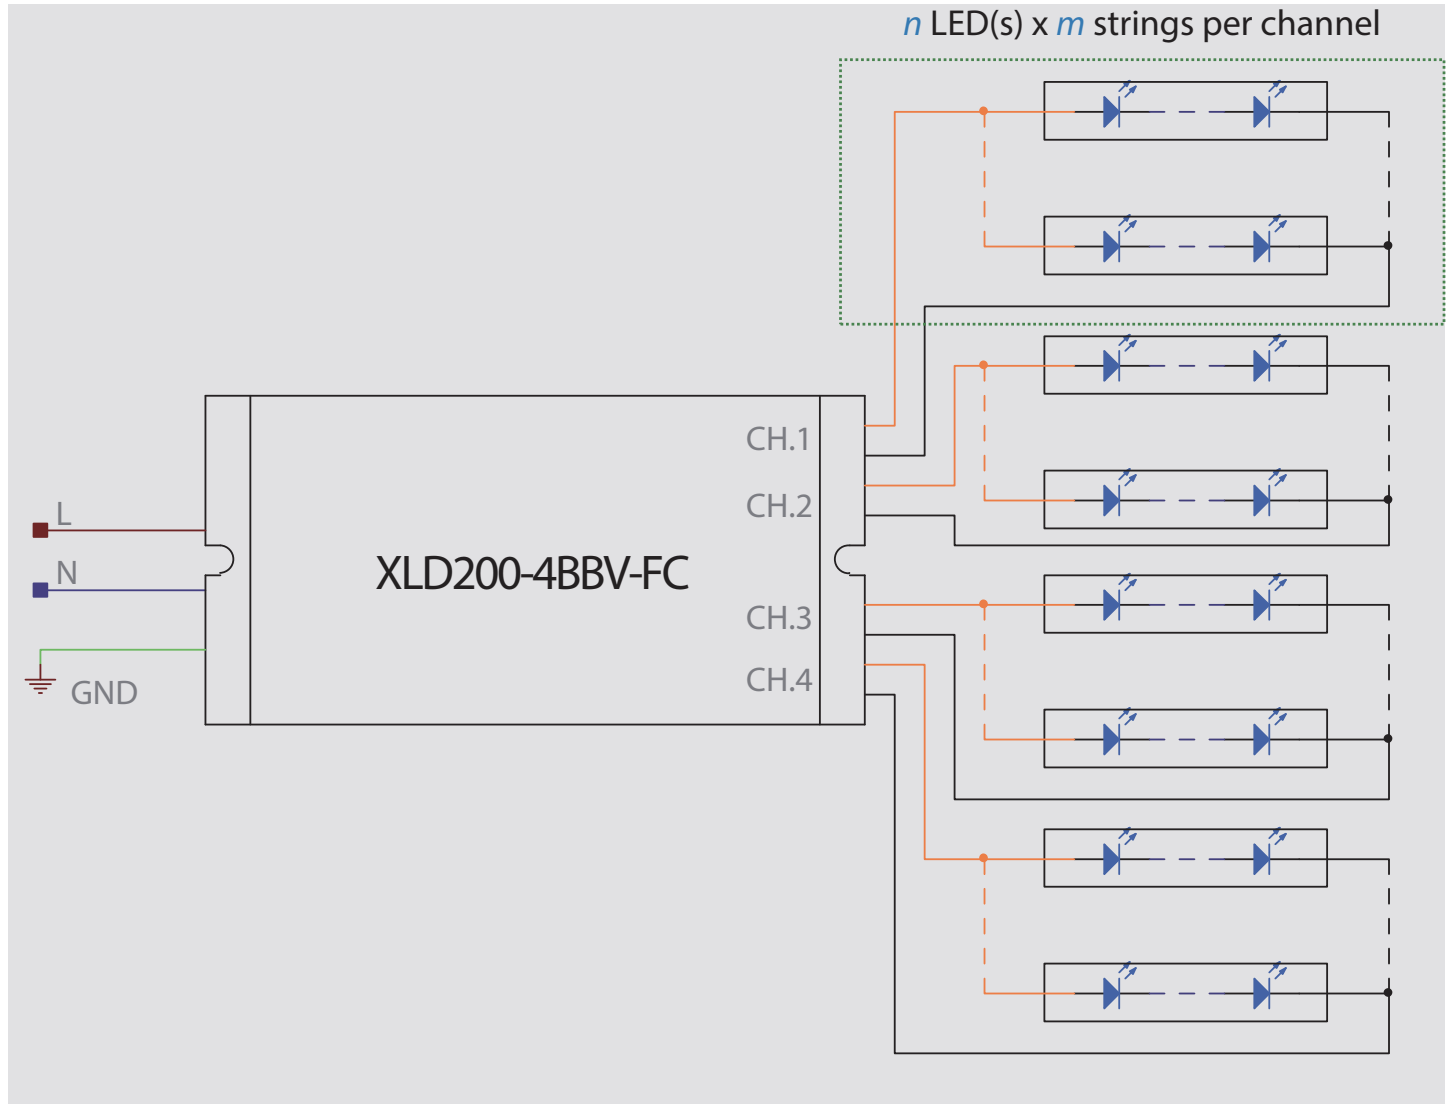 n LED(s) x m strings per channel
CH.1
CH.2
L
N
XLD200-4BBV-FC
CH.3
CH.4
GND